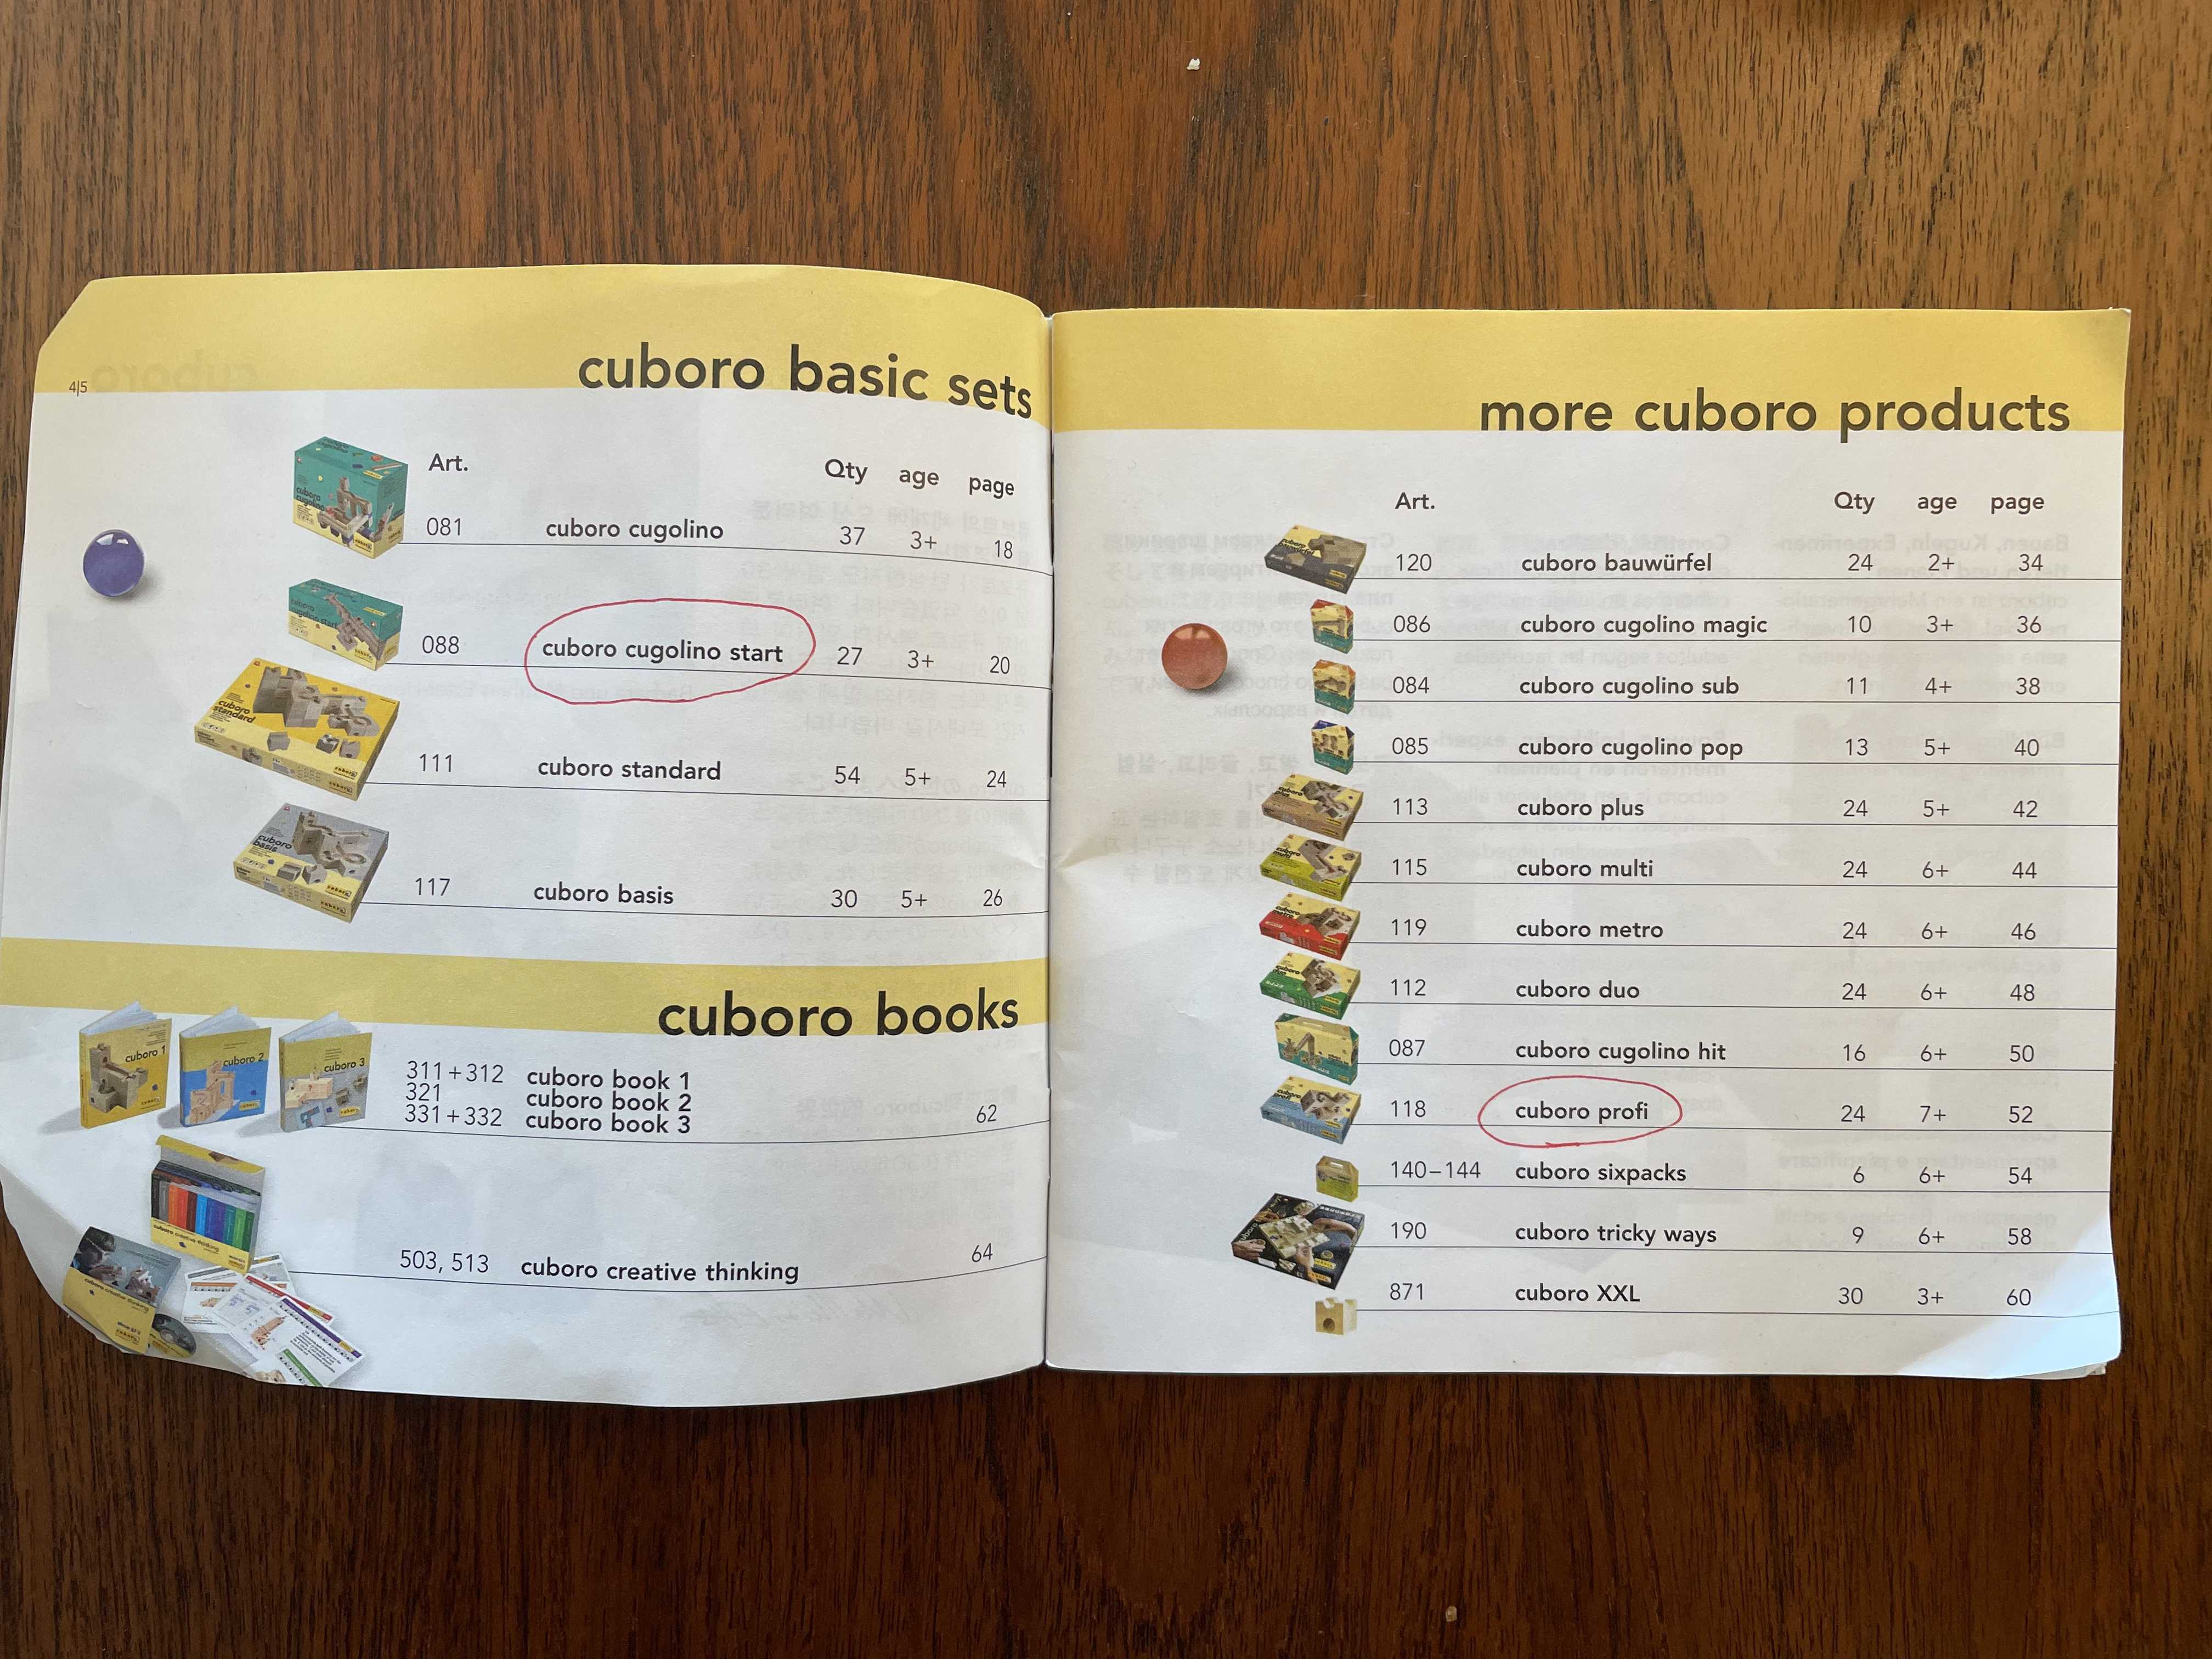 4|5
cuboro basic sets
Art. Qty age page
081 cuboro cugolino 37 3+ 18
088 cuboro cugolino start 27 3+ 20
111 cuboro standard 54 5+ 24
117 cuboro basis 30 5+ 26
cuboro books
cuboro 1
cuboro 2
cuboro 3
311+312 cuboro book 1
321 cuboro book 2
331+332 cuboro book 3 62
503, 513 cuboro creative thinking 64
more cuboro products
Art. Qty age page
120 cuboro bauwürfel 24 2+ 34
086 cuboro cugolino magic 10 3+ 36
084 cuboro cugolino sub 11 4+ 38
085 cuboro cugolino pop 13 5+ 40
113 cuboro plus 24 5+ 42
115 cuboro multi 24 6+ 44
119 cuboro metro 24 6+ 46
112 cuboro duo 24 6+ 48
087 cuboro cugolino hit 16 6+ 50
118 cuboro profi 24 7+ 52
140–144 cuboro sixpacks 6 6+ 54
190 cuboro tricky ways 9 6+ 58
871 cuboro XXL 30 3+ 60